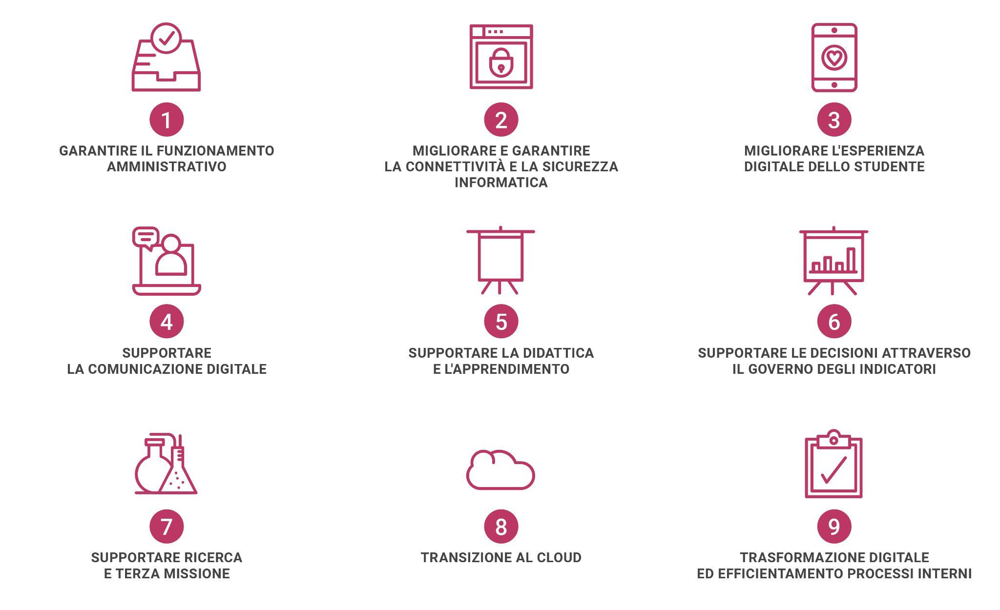 1
GARANTIRE IL FUNZIONAMENTO
AMMINISTRATIVO
2
MIGLIORARE E GARANTIRE
LA CONNETTIVITÀ E LA SICUREZZA
INFORMATICA
3
MIGLIORARE L'ESPERIENZA
DIGITALE DELLO STUDENTE
4
SUPPORTARE
LA COMUNICAZIONE DIGITALE
5
SUPPORTARE LA DIDATTICA
E L'APPRENDIMENTO
6
SUPPORTARE LE DECISIONI ATTRAVERSO
IL GOVERNO DEGLI INDICATORI
7
SUPPORTARE RICERCA
E TERZA MISSIONE
8
TRANSIZIONE AL CLOUD
9
TRASFORMAZIONE DIGITALE
ED EFFICIENTAMENTO PROCESSI INTERNI